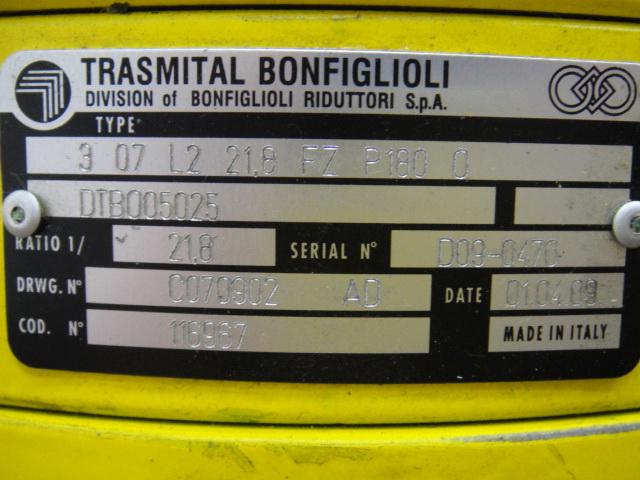 TRASMITAL BONFIGLIOLI
DIVISION of BONFIGLIOLI RIDUTTORI S.p.A.
TYPE
3 07 L2 21,8 FZ P180 0
DTB005025
RATIO 1/ 21,8 SERIAL N° D09-0470
DRWG. N° C070902 AD DATE 01.04.09
COD. N° 116967
MADE IN ITALY